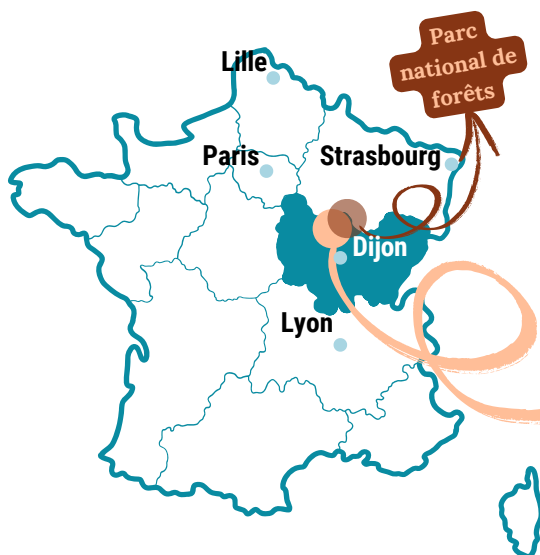 Parc
national de
forêts
Lille
Paris
Strasbourg
Dijon
Lyon